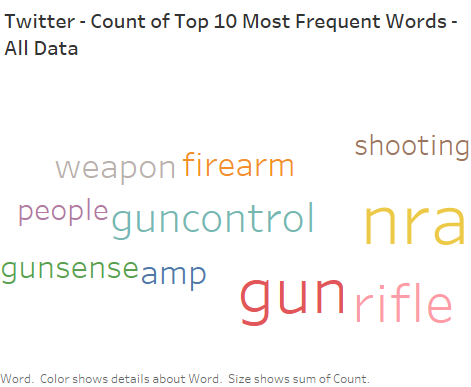 Twitter - Count of Top 10 Most Frequent Words -
All Data
shooting
weapon firearm
people guncontrol nra
gunsense amp
gun rifle
Word.  Color shows details about Word.  Size shows sum of Count.